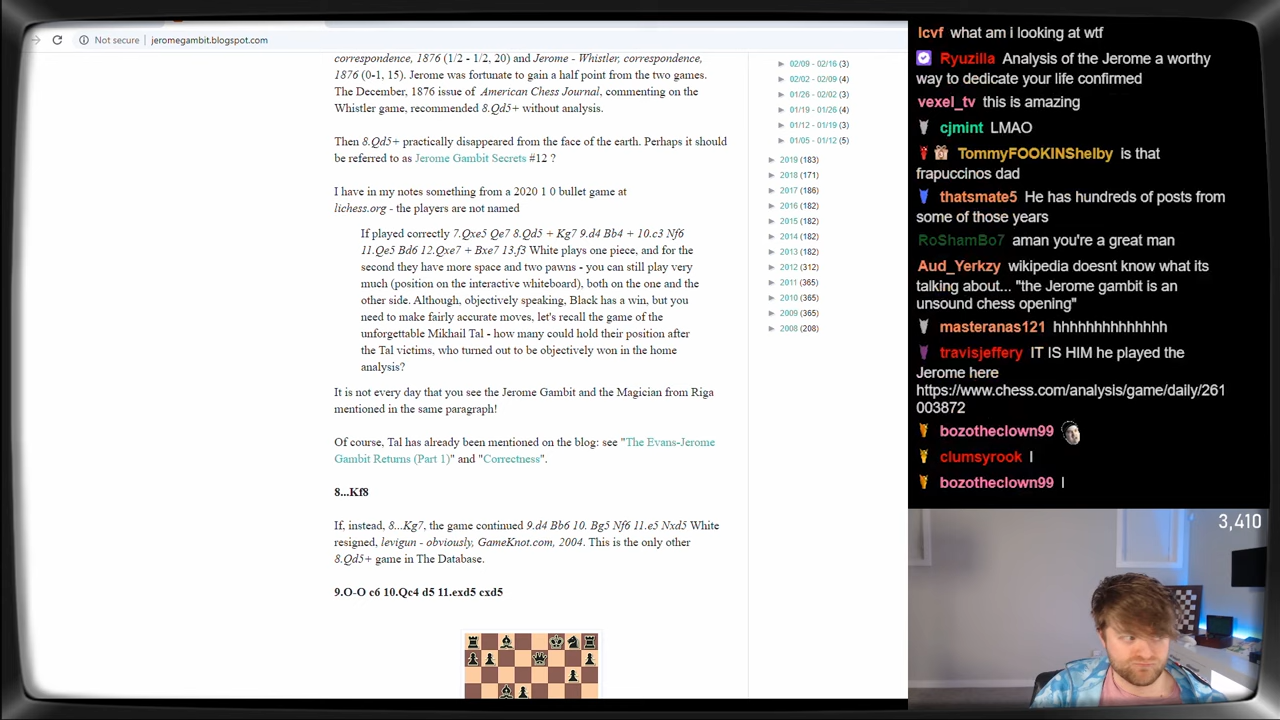 Not secure | jeromegambit.blogspot.com
correspondence, 1876 (1/2 - 1/2, 20) and Jerome - Whistler, correspondence,
1876 (0-1, 15). Jerome was fortunate to gain a half point from the two games.
The December, 1876 issue of American Chess Journal, commenting on the
Whistler game, recommended 8.Qd5+ without analysis.
Then 8.Qd5+ practically disappeared from the face of the earth. Perhaps it should
be referred to as Jerome Gambit Secrets #12 ?
I have in my notes something from a 2020 1 0 bullet game at
lichess.org - the players are not named
If played correctly 7.Qxe5 Qe7 8.Qd5 + Kg7 9.d4 Bb4 + 10.c3 Nf6
11.Qe5 Bd6 12.Qxe7 + Bxe7 13.f3 White plays one piece, and for the
second they have more space and two pawns - you can still play very
much (position on the interactive whiteboard), both on the one and the
other side. Although, objectively speaking, Black has a win, but you
need to make fairly accurate moves, let's recall the game of the
unforgettable Mikhail Tal - how many could hold their position after
the Tal victims, who turned out to be objectively won in the home
analysis?
It is not every day that you see the Jerome Gambit and the Magician from Riga
mentioned in the same paragraph!
Of course, Tal has already been mentioned on the blog: see "The Evans-Jerome
Gambit Returns (Part 1)" and "Correctness".
8...Kf8
If, instead, 8...Kg7, the game continued 9.d4 Bb6 10. Bg5 Nf6 11.e5 Nxd5 White
resigned, levigun - obviously, GameKnot.com, 2004. This is the only other
8.Qd5+ game in The Database.
9.O-O c6 10.Qc4 d5 11.exd5 cxd5
► 02/09 - 02/16 (3)
► 02/02 - 02/09 (4)
► 01/26 - 02/02 (3)
► 01/19 - 01/26 (4)
► 01/12 - 01/19 (3)
► 01/05 - 01/12 (5)
► 2019 (183)
► 2018 (171)
► 2017 (186)
► 2016 (182)
► 2015 (182)
► 2014 (182)
► 2013 (182)
► 2012 (312)
► 2011 (365)
► 2010 (365)
► 2009 (365)
► 2008 (208)
lcvf what am i looking at wtf
Ryuzilla Analysis of the Jerome a worthy
way to dedicate your life confirmed
vexel_tv this is amazing
cjmint LMAO
TommyFOOKINShelby is that
frapuccinos dad
thatsmate5 He has hundreds of posts from
some of those years
RoShamBo7 aman you're a great man
Aud_Yerkzy wikipedia doesnt know what its
talking about... "the Jerome gambit is an
unsound chess opening"
masteranas121 hhhhhhhhhhhhhh
travisjeffery IT IS HIM he played the
Jerome here
https://www.chess.com/analysis/game/daily/261
003872
bozotheclown99
clumsyrook I
bozotheclown99 I
3,410